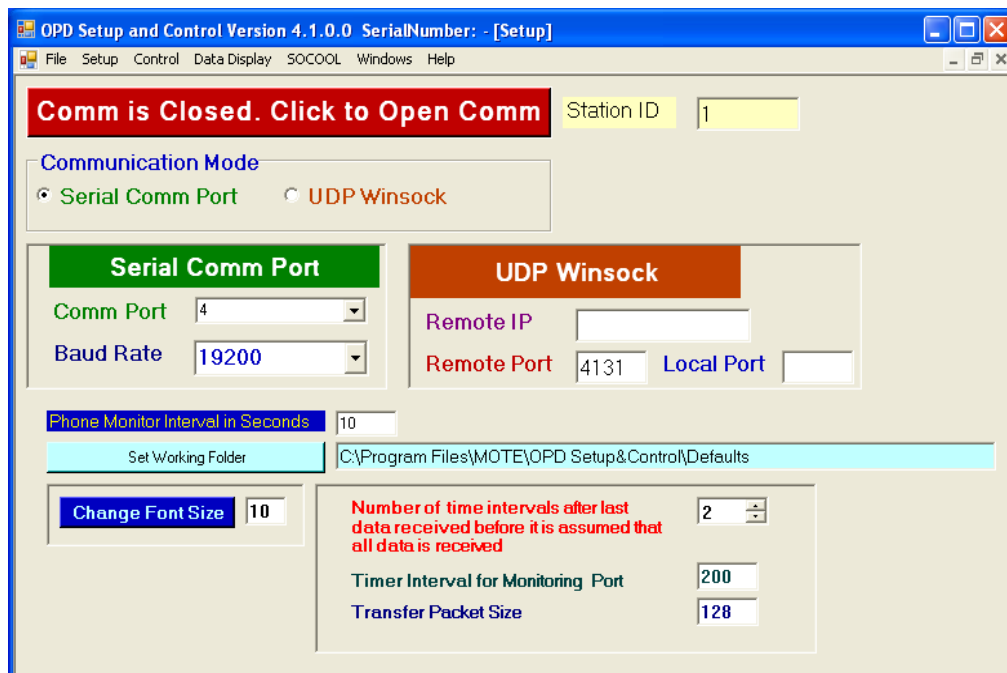 OPD Setup and Control Version 4.1.0.0 SerialNumber: - [Setup]
File Setup Control Data Display SOCOOL Windows Help
Comm is Closed. Click to Open Comm
Station ID 1
Communication Mode
Serial Comm Port UDP Winsock
Serial Comm Port
Comm Port 4
Baud Rate 19200
UDP Winsock
Remote IP
Remote Port 4131 Local Port
Phone Monitor Interval in Seconds 10
Set Working Folder C:\Program Files\MOTE\OPD Setup&Control\Defaults
Change Font Size 10
Number of time intervals after last
data received before it is assumed that
all data is received
2
Timer Interval for Monitoring Port 200
Transfer Packet Size 128